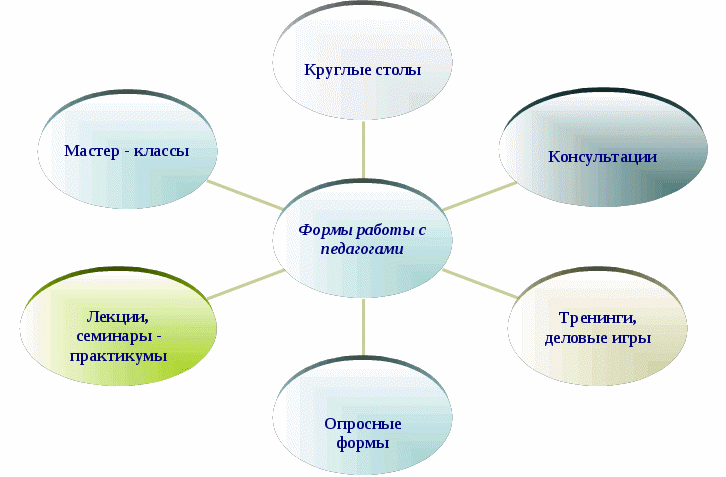 Круглые столы
Мастер - классы
Консультации
Формы работы с
педагогами
Лекции,
семинары -
практикумы
Тренинги,
деловые игры
Опросные
формы